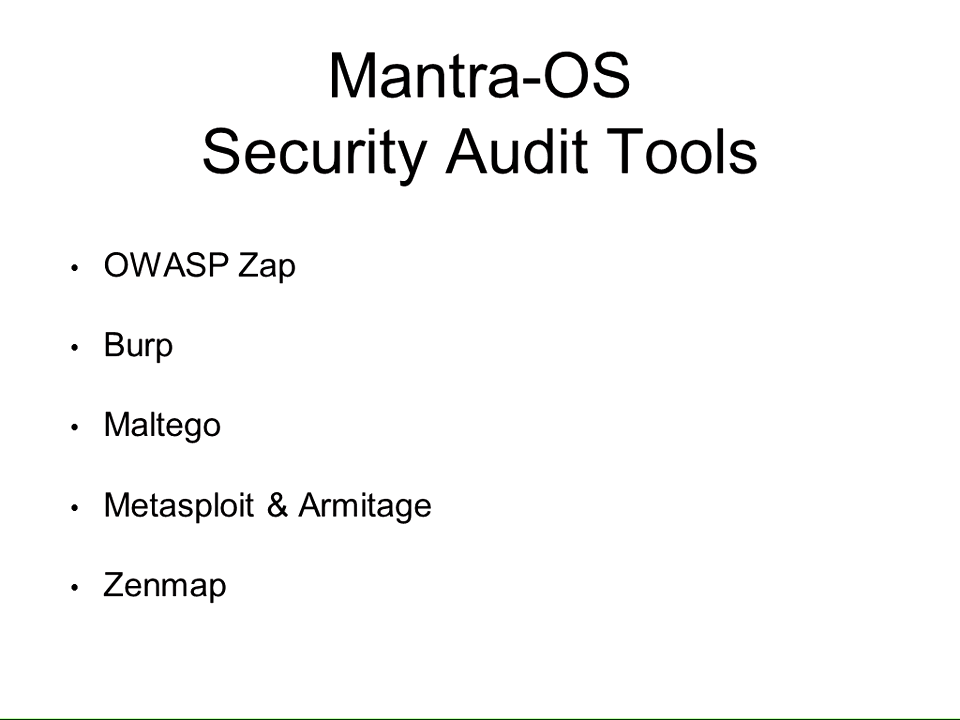 Mantra-OS
Security Audit Tools
• OWASP Zap
• Burp
• Maltego
• Metasploit & Armitage
• Zenmap